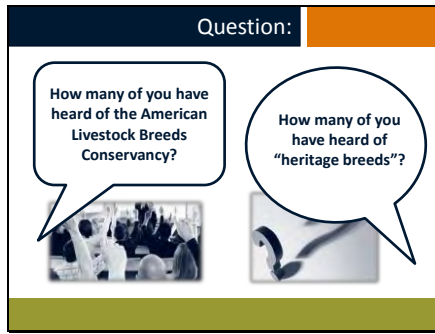 Question:
How many of you have
heard of the American
Livestock Breeds
Conservancy?
How many of you
have heard of
“heritage breeds”?